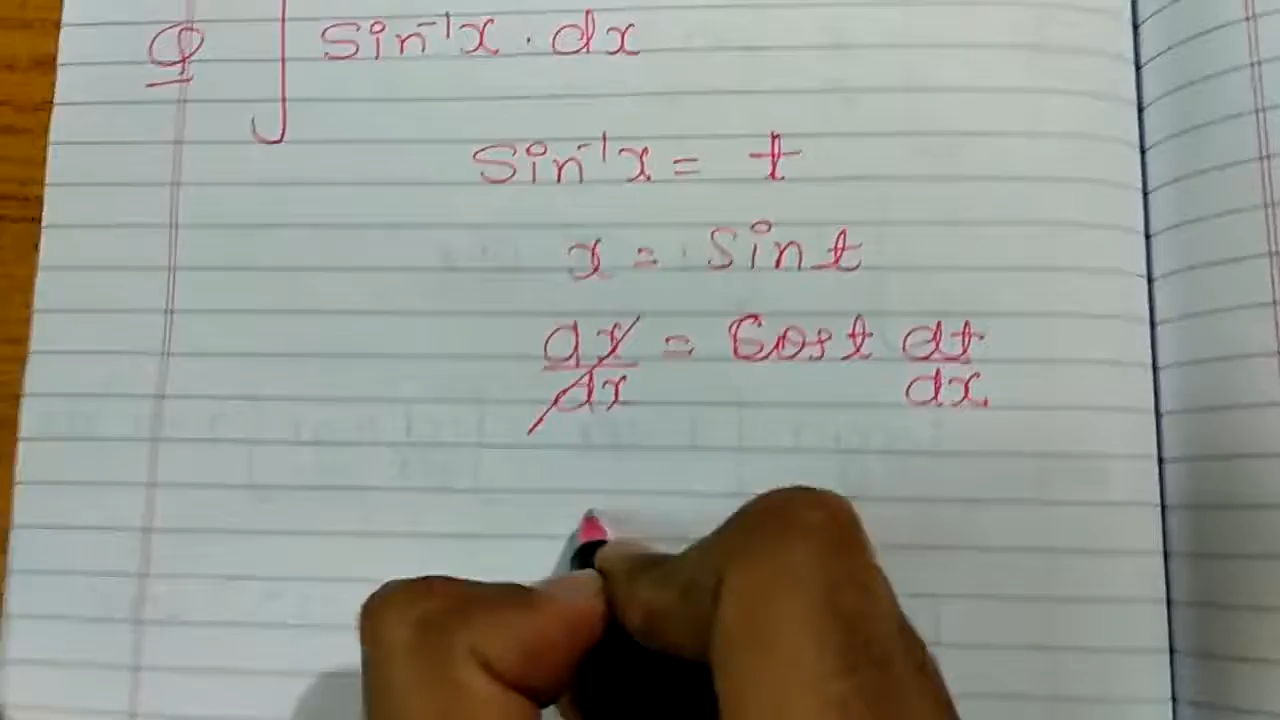 Q ∫ Sin⁻¹x · dx
Sin⁻¹x = t
x = Sin t
dx/dx = Cos t dt/dx